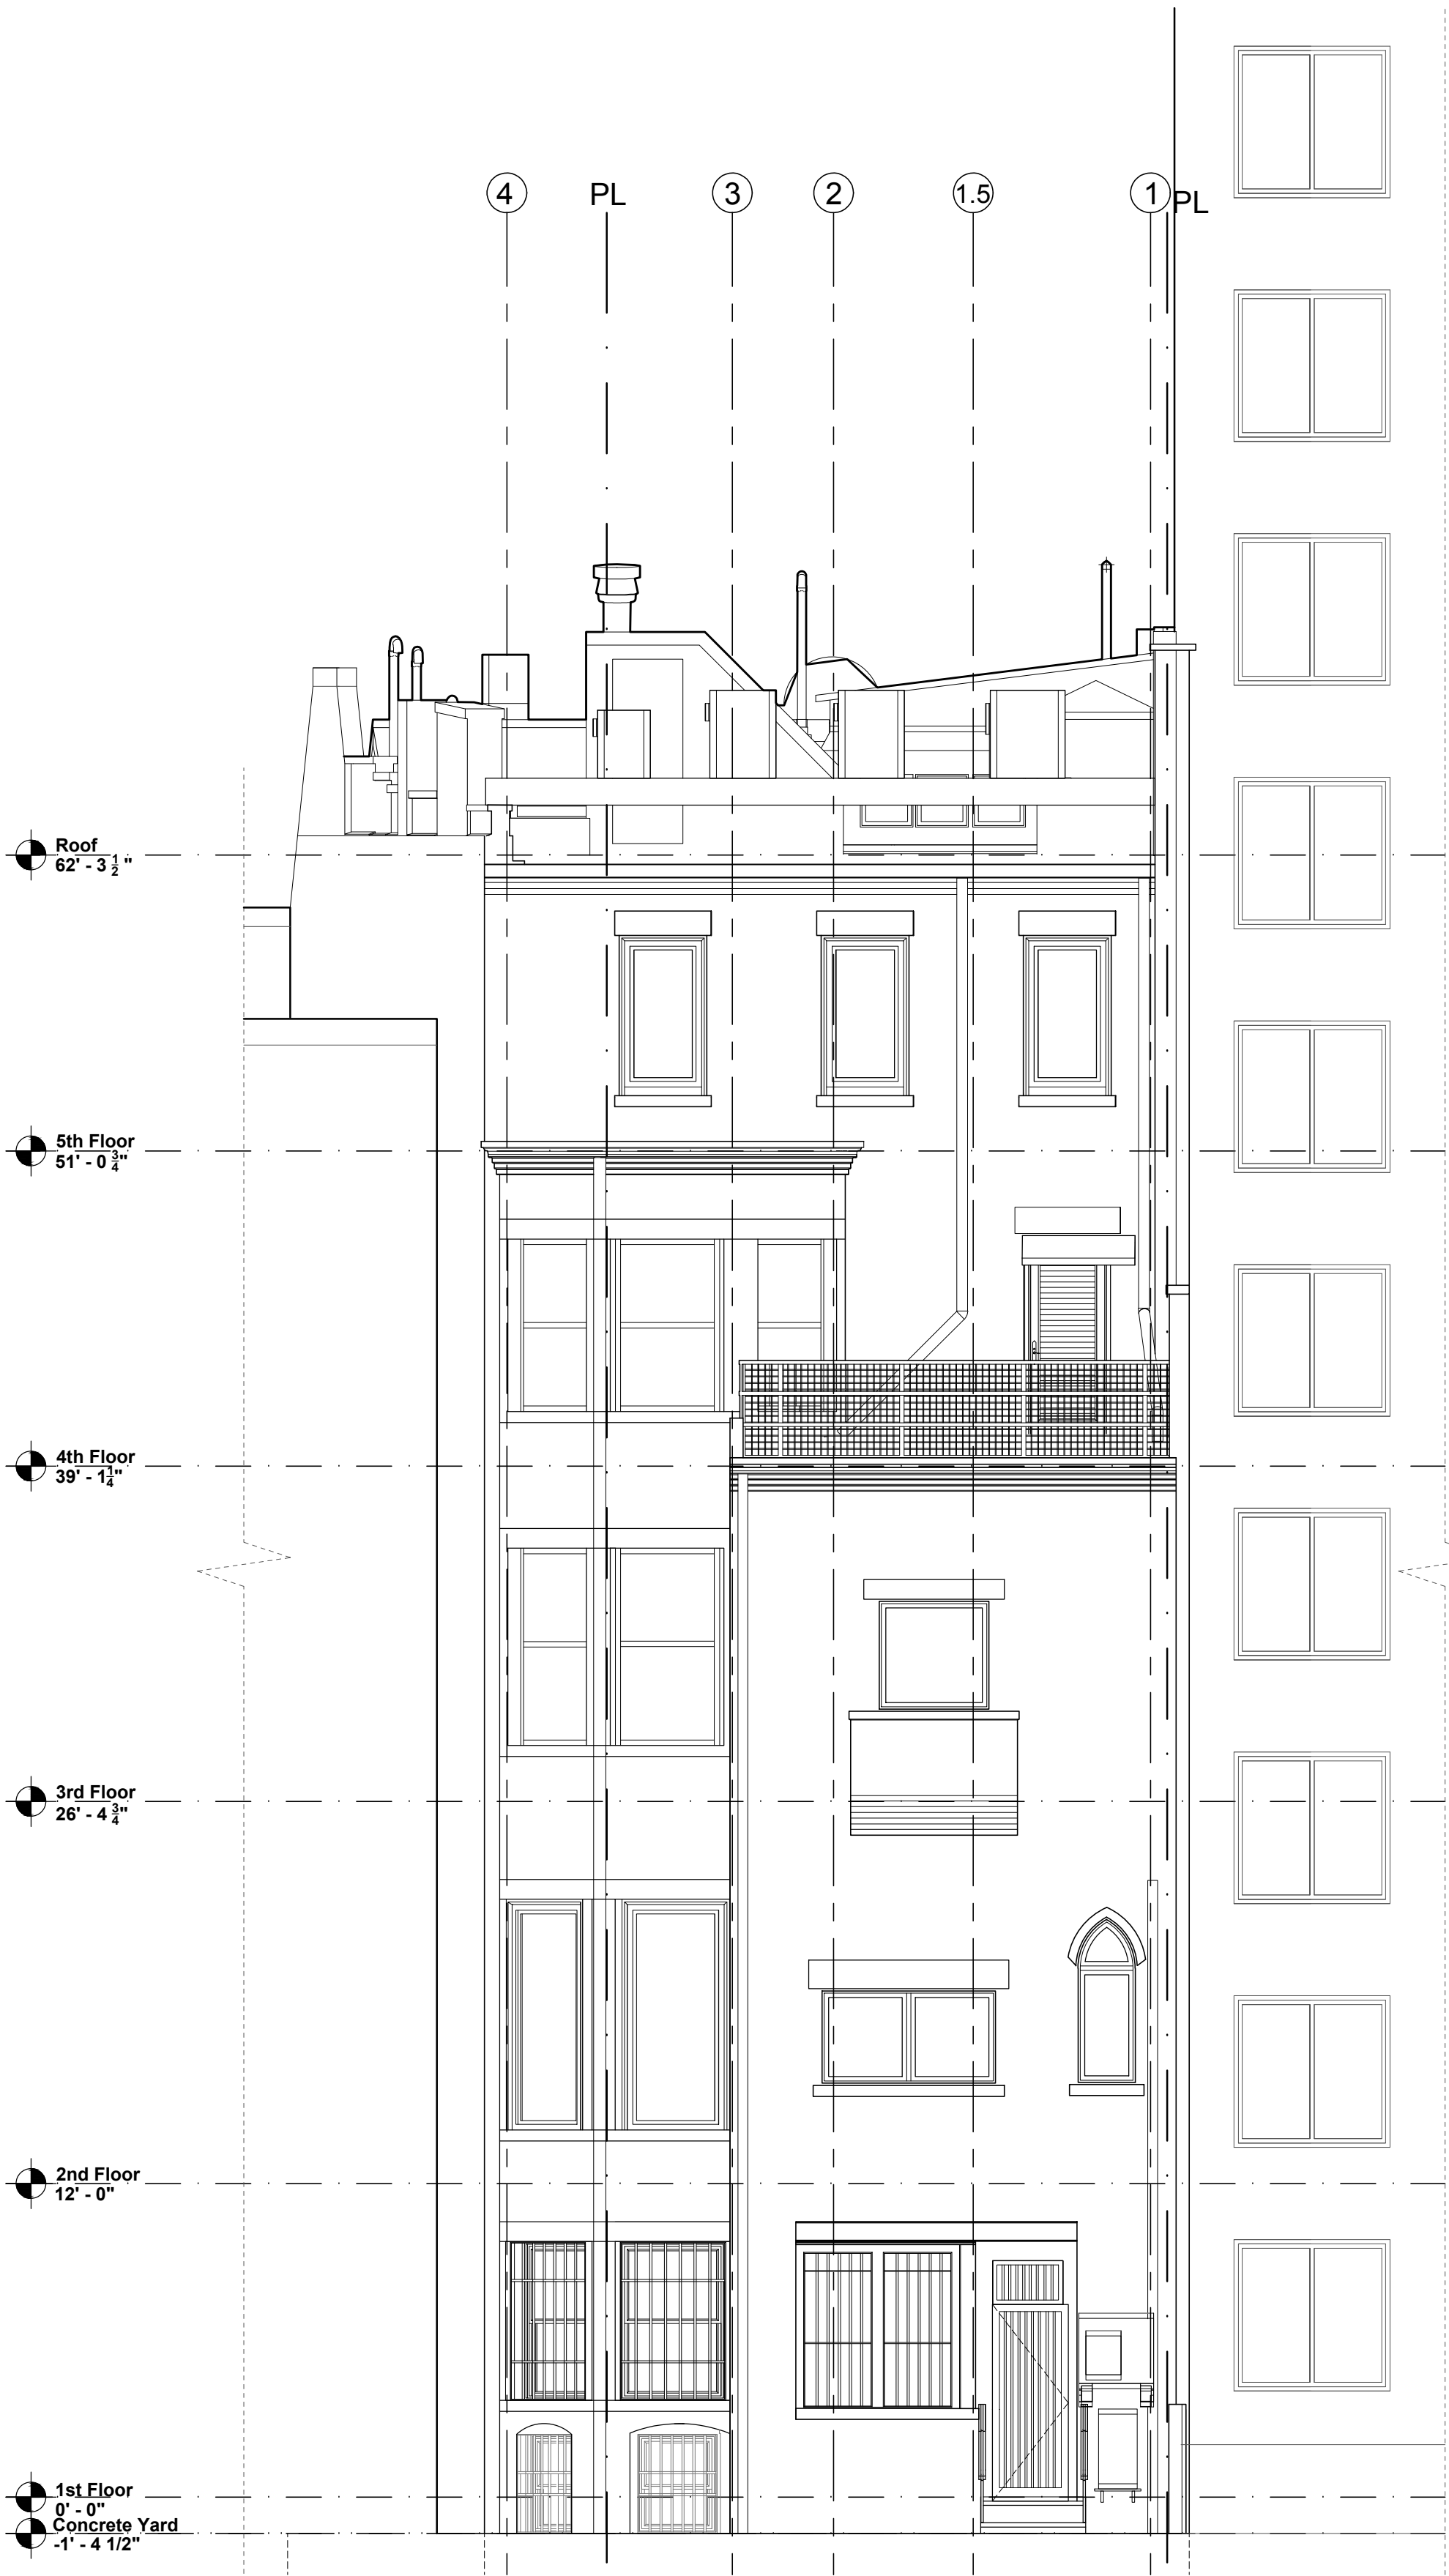 4 PL 3 2 1.5 1 PL
Roof
62' - 3 1/2"
5th Floor
51' - 0 3/4"
4th Floor
39' - 1 1/4"
3rd Floor
26' - 4 3/4"
2nd Floor
12' - 0"
1st Floor
0' - 0"
Concrete Yard
-1' - 4 1/2"